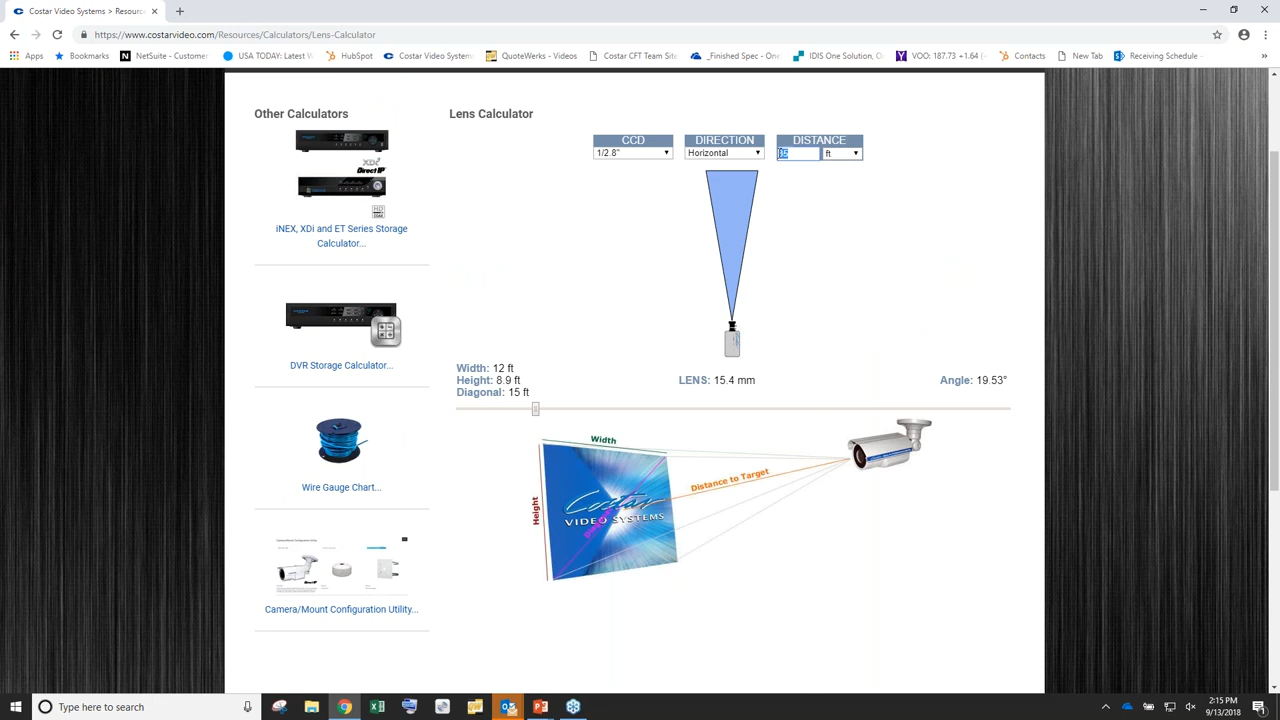 Costar Video Systems > Resourc
https://www.costarvideo.com/Resources/Calculators/Lens-Calculator
Apps
Bookmarks
NetSuite - Customer
USA TODAY: Latest W
HubSpot
Costar Video System
QuoteWerks - Videos
Costar CFT Team Site
_Finished Spec - One
IDIS One Solution, O
VOO: 187.73 +1.64 (
Contacts
New Tab
Receiving Schedule -
Other Calculators
XDi
Direct IP
HD
iNEX, XDi and ET Series Storage
Calculator...
DVR Storage Calculator...
Wire Gauge Chart...
Camera/Mount Configuration Utility...
Lens Calculator
CCD
DIRECTION
DISTANCE
1/2.8"
Horizontal
ft
Width: 12 ft
Height: 8.9 ft
Diagonal: 15 ft
LENS: 15.4 mm
Angle: 19.53°
Width
Height
Distance to Target
Costar
VIDEO SYSTEMS
Type here to search
2:15 PM
9/13/2018